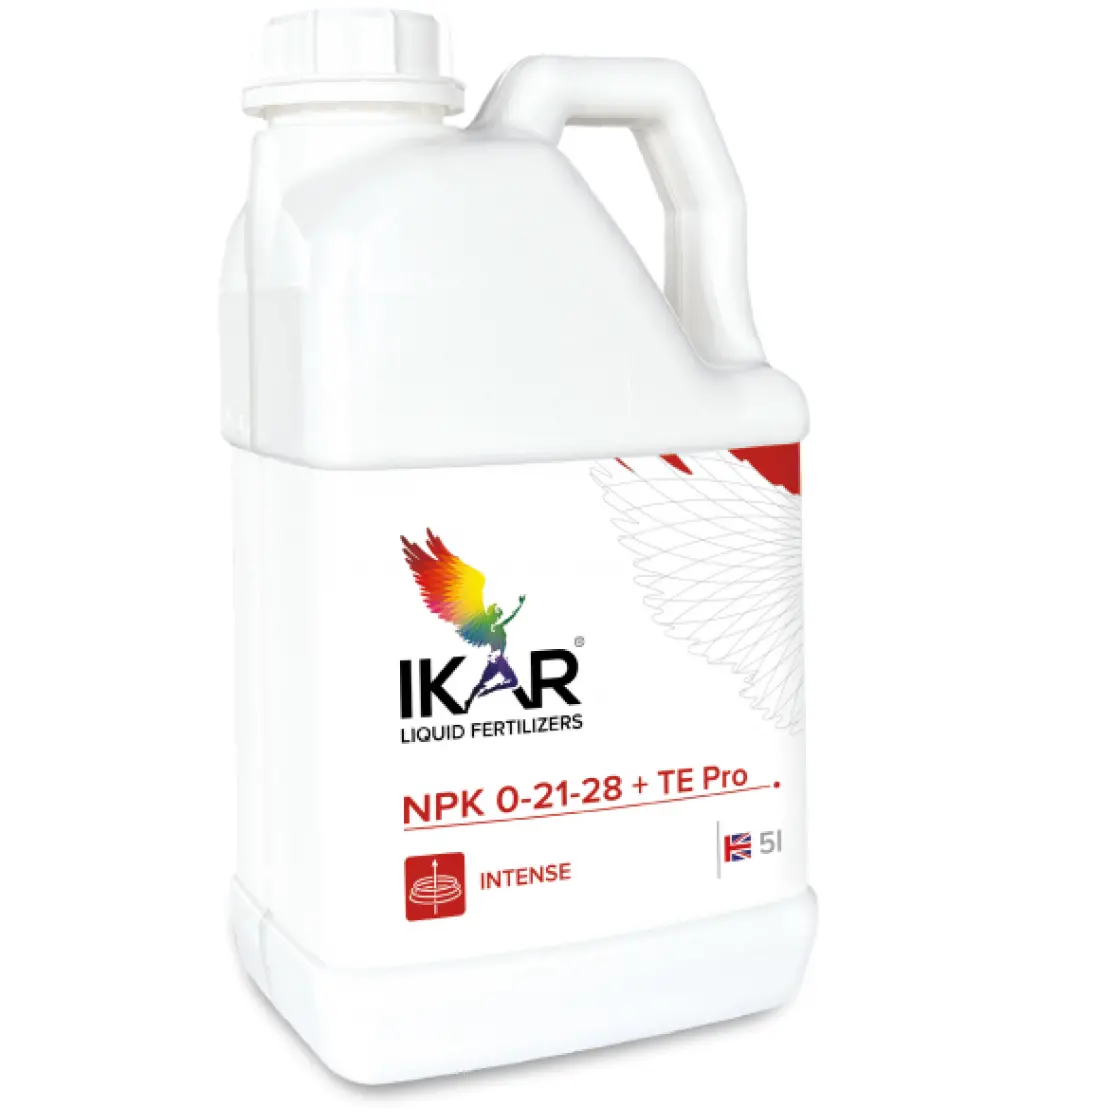 IKAR®
LIQUID FERTILIZERS
NPK 0-21-28 + TE Pro
5l
INTENSE